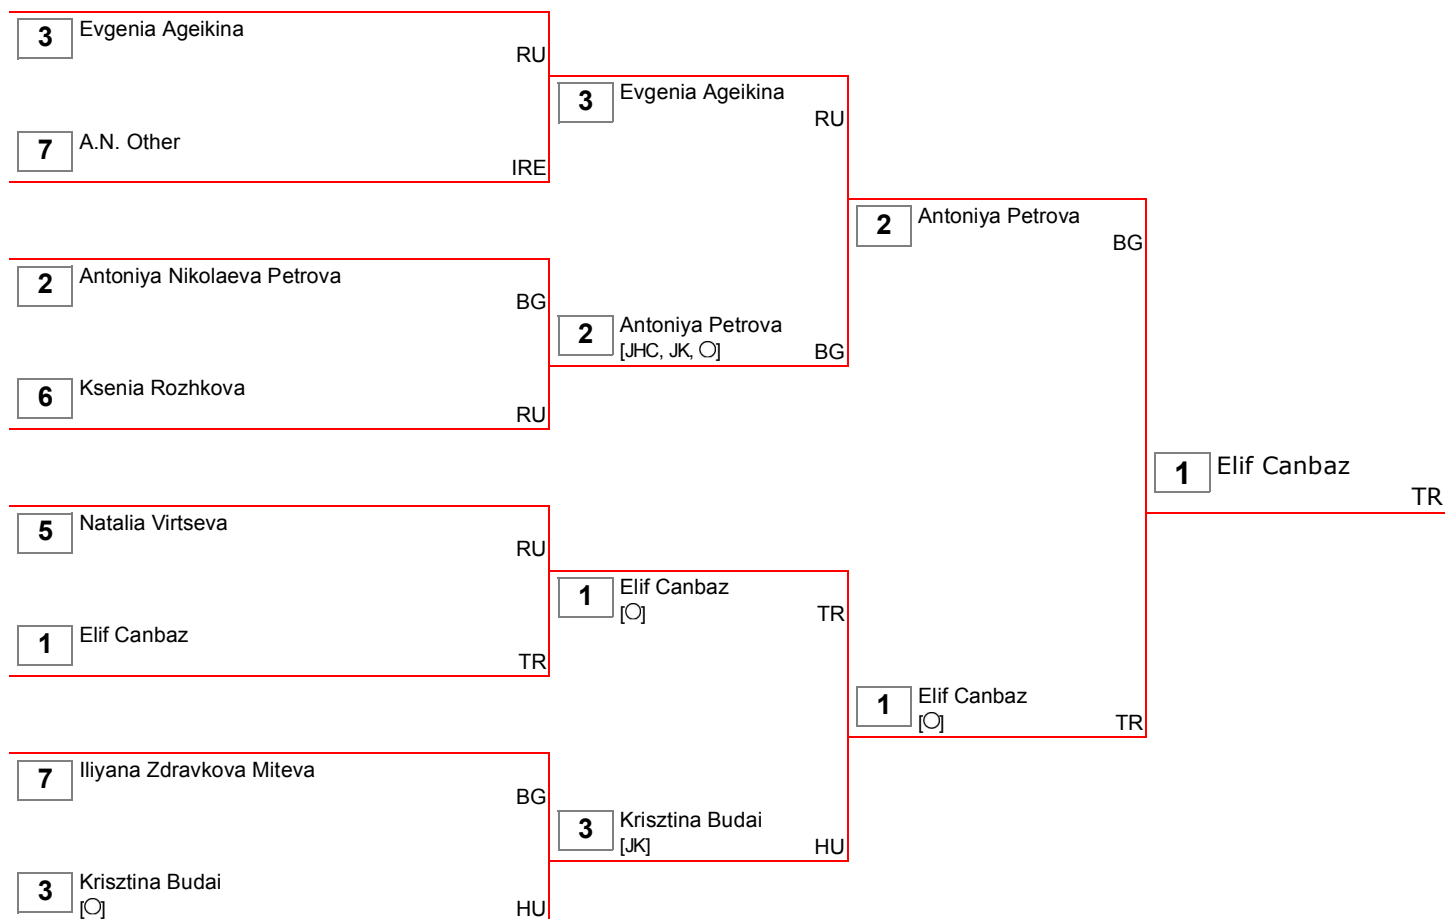 3 Evgenia Ageikina
RU
7 A.N. Other
IRE
2 Antoniya Nikolaeva Petrova
BG
6 Ksenia Rozhkova
RU
5 Natalia Virtseva
RU
1 Elif Canbaz
TR
7 Iliyana Zdravkova Miteva
BG
3 Krisztina Budai
[○] HU
3 Evgenia Ageikina
RU
2 Antoniya Petrova
[JHC, JK, ○] BG
1 Elif Canbaz
[○] TR
3 Krisztina Budai
[JK] HU
2 Antoniya Petrova
BG
1 Elif Canbaz
[○] TR
1 Elif Canbaz
TR